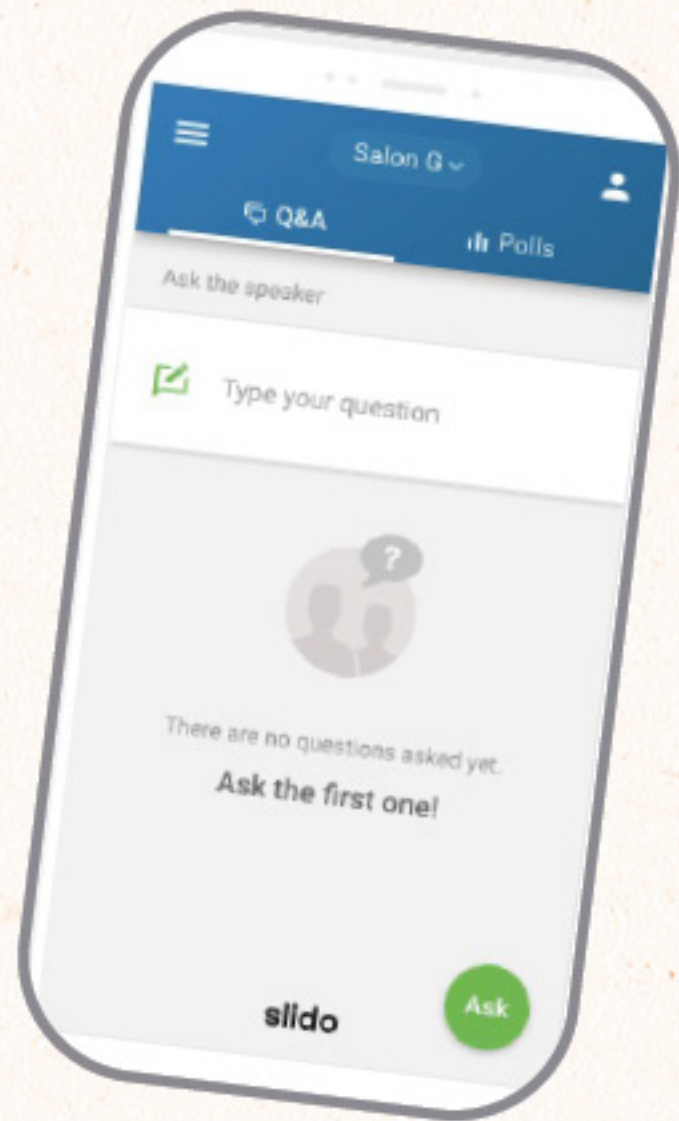 Salon G
Q&A
Polls
Ask the speaker
Type your question
?
There are no questions asked yet.
Ask the first one!
slido
Ask